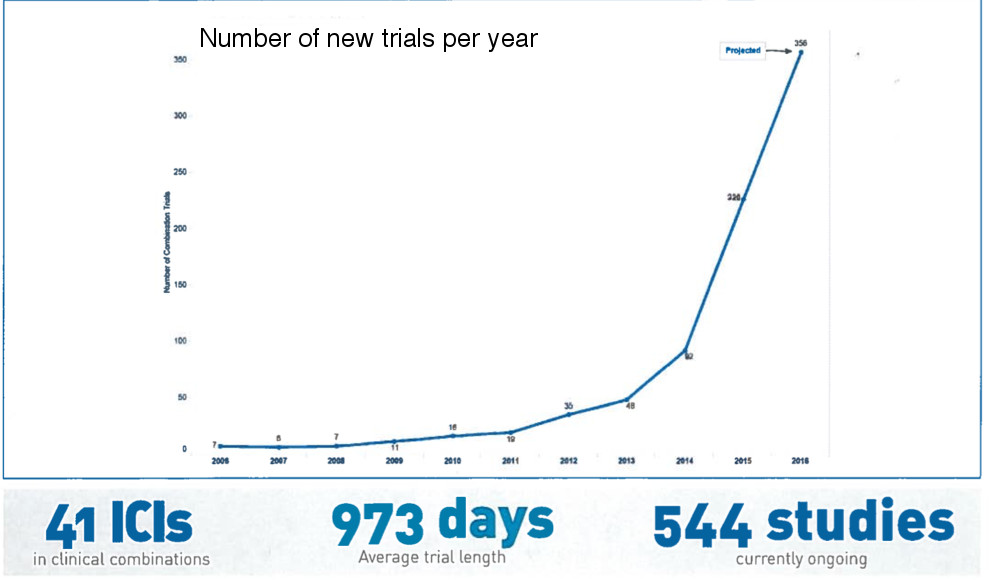 Number of new trials per year
Projected
356
350
300
250
200
150
100
50
0
Number of Combination Trials
7
6
7
11
16
19
35
48
92
2006 2007 2008 2009 2010 2011 2012 2013 2014 2015 2016
41 ICIs
in clinical combinations
973 days
Average trial length
544 studies
currently ongoing